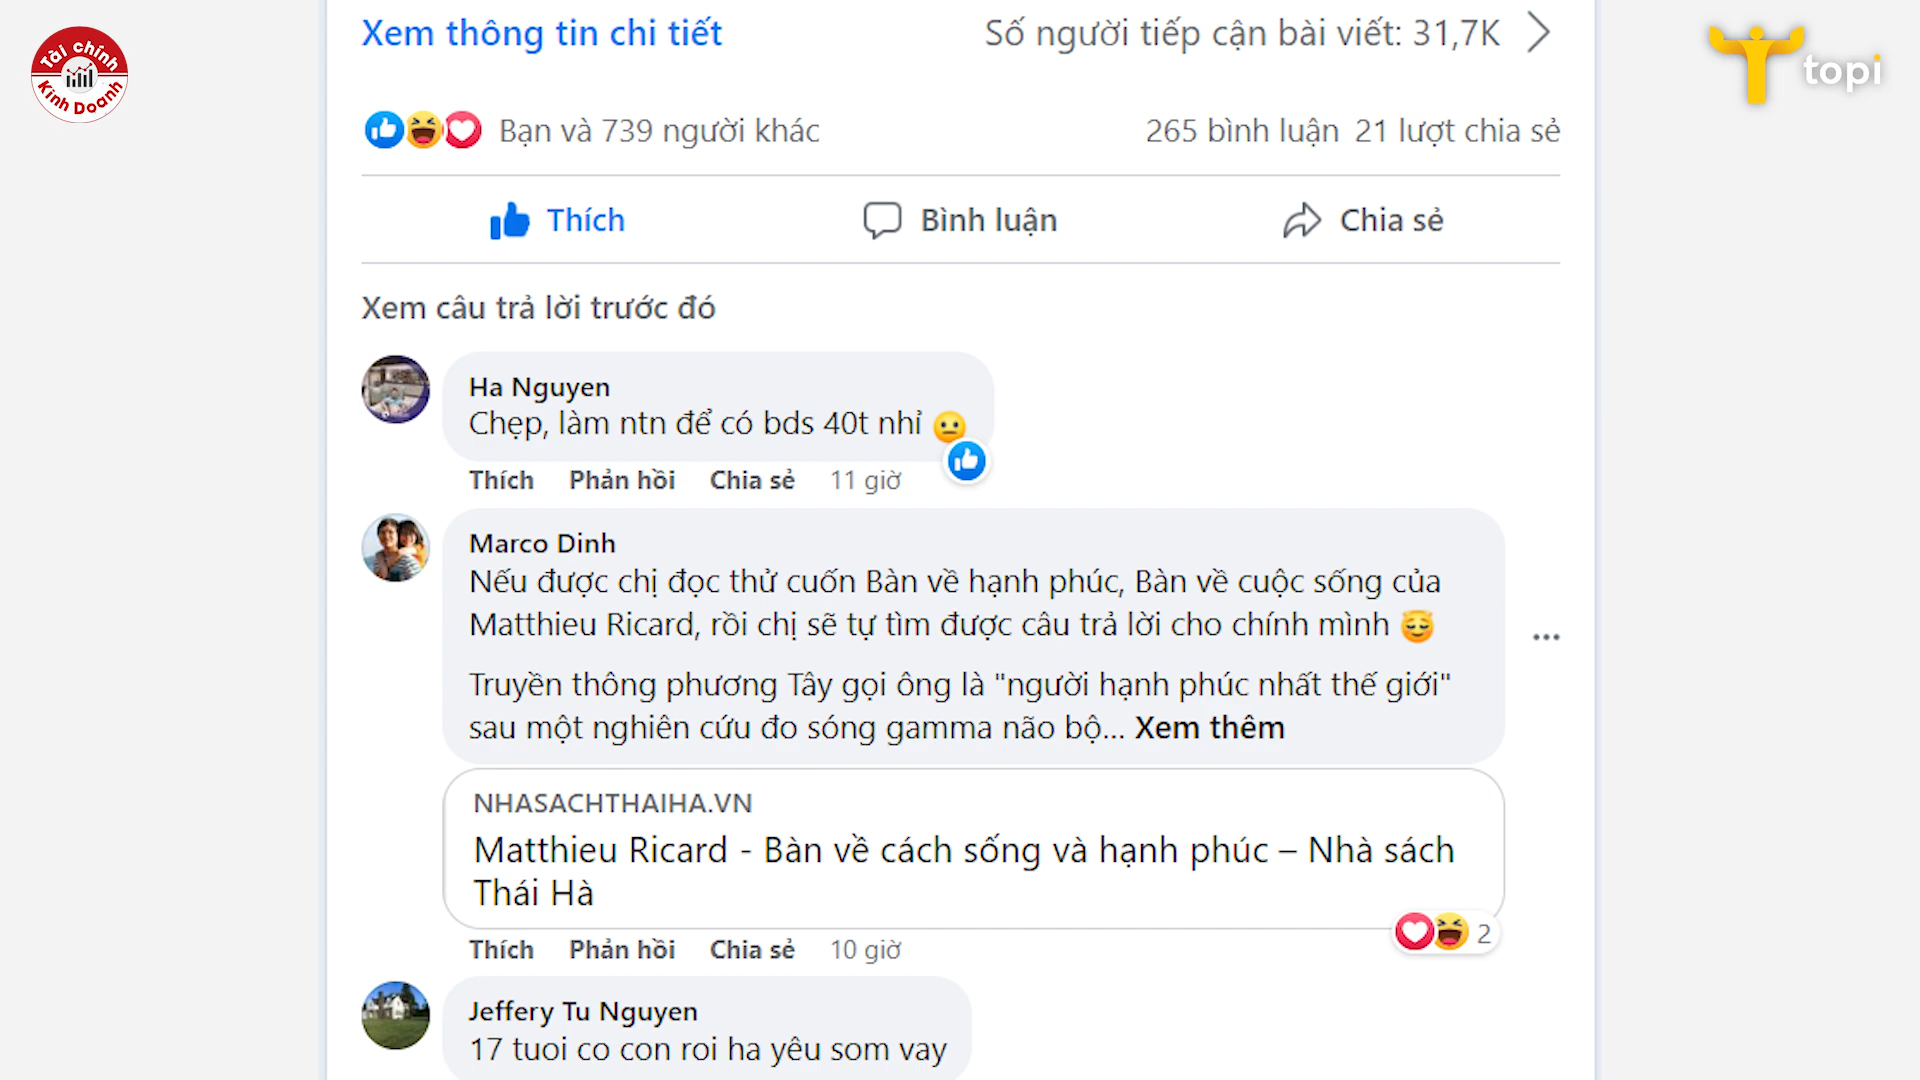 Tài chính
Kinh Doanh
topi
Xem thông tin chi tiết
Số người tiếp cận bài viết: 31,7K
Bạn và 739 người khác
265 bình luận 21 lượt chia sẻ
Thích
Bình luận
Chia sẻ
Xem câu trả lời trước đó
Ha Nguyen
Chẹp, làm ntn để có bds 40t nhỉ
Thích Phản hồi Chia sẻ 11 giờ
Marco Dinh
Nếu được chị đọc thử cuốn Bàn về hạnh phúc, Bàn về cuộc sống của
Matthieu Ricard, rồi chị sẽ tự tìm được câu trả lời cho chính mình
Truyền thông phương Tây gọi ông là "người hạnh phúc nhất thế giới"
sau một nghiên cứu đo sóng gamma não bộ... Xem thêm
NHASACHTHAIHA.VN
Matthieu Ricard - Bàn về cách sống và hạnh phúc – Nhà sách
Thái Hà
2
Thích Phản hồi Chia sẻ 10 giờ
Jeffery Tu Nguyen
17 tuoi co con roi ha yêu som vay